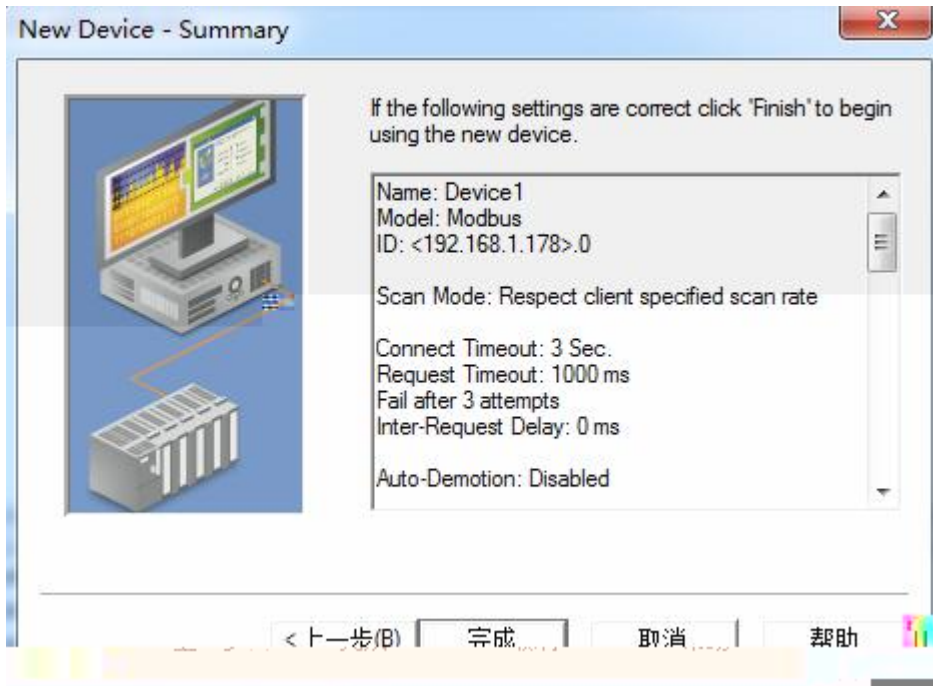 New Device - Summary
If the following settings are correct click 'Finish' to begin
using the new device.
Name: Device1
Model: Modbus
ID: <192.168.1.178>.0
Scan Mode: Respect client specified scan rate
Connect Timeout: 3 Sec.
Request Timeout: 1000 ms
Fail after 3 attempts
Inter-Request Delay: 0 ms
Auto-Demotion: Disabled
< 上一步(B) 完成 取消 帮助